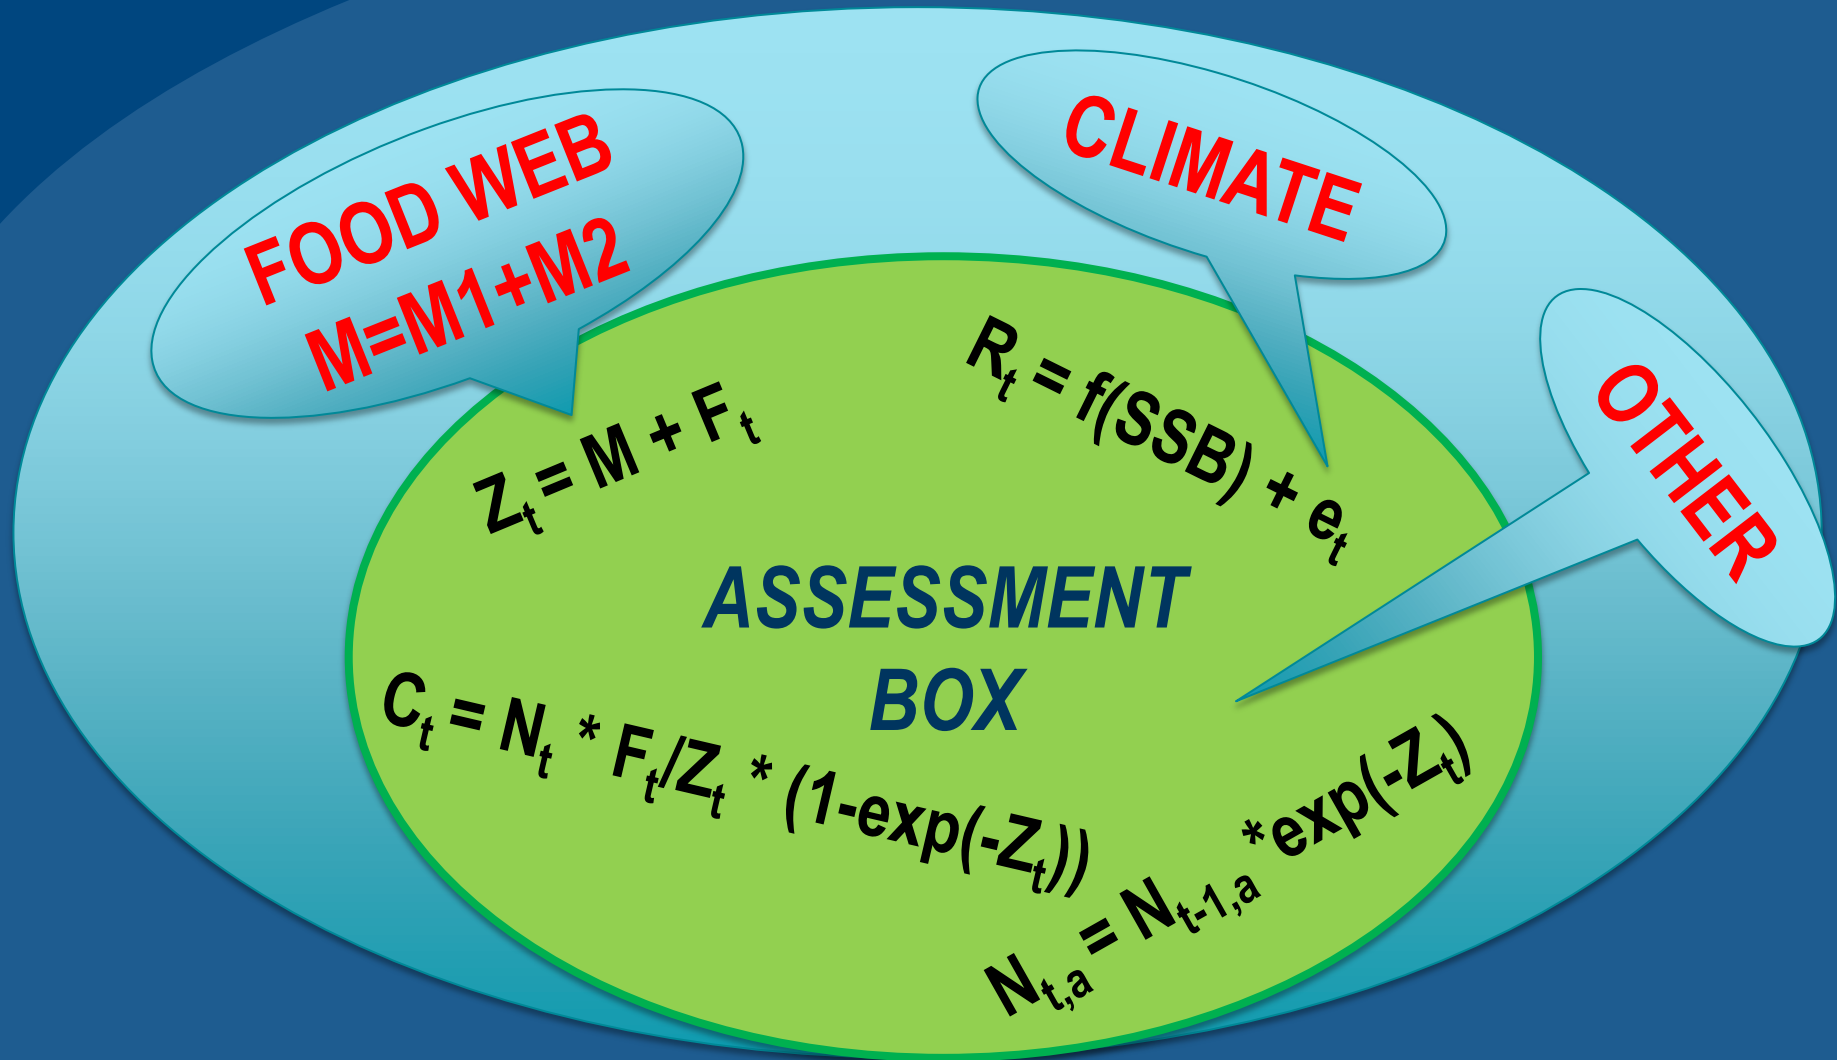 FOOD WEB
M=M1+M2
CLIMATE
OTHER
Zt = M + Ft
Rt = f(SSB) + et
ASSESSMENT
BOX
Ct = Nt * Ft/Zt * (1-exp(-Zt))
Nt,a = Nt-1,a *exp(-Zt)